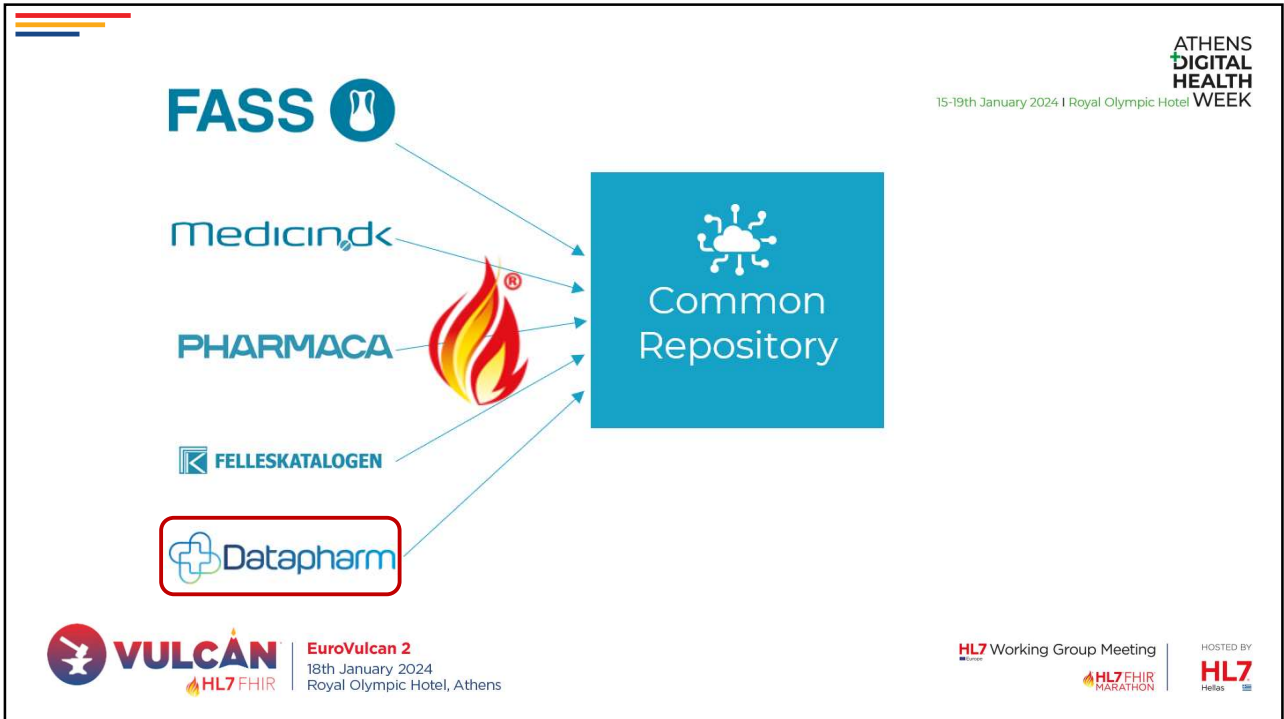 ATHENS
DIGITAL
HEALTH
15-19th January 2024 I Royal Olympic Hotel WEEK
FASS
Medicin.dk
PHARMACA
®
Common
Repository
FELLESKATALOGEN
Datapharm
VULCAN
HL7 FHIR
EuroVulcan 2
18th January 2024
Royal Olympic Hotel, Athens
HL7 Working Group Meeting
Europe
HL7 FHIR
MARATHON
HOSTED BY
HL7
Hellas